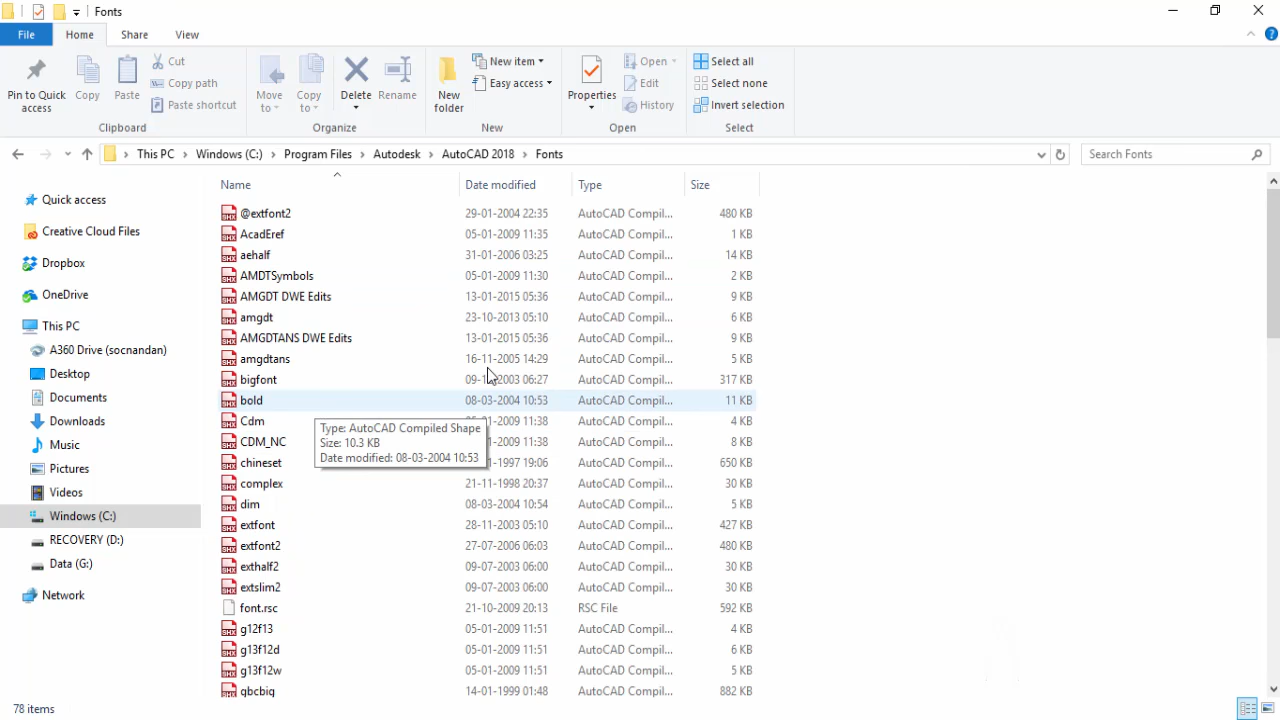 Fonts
File Home Share View
Pin to Quick access
Copy
Paste
Cut
Copy path
Paste shortcut
Clipboard
Move to
Copy to
Delete
Rename
Organize
New folder
New item
Easy access
New
Properties
Open
Edit
History
Open
Select all
Select none
Invert selection
Select
This PC › Windows (C:) › Program Files › Autodesk › AutoCAD 2018 › Fonts
Search Fonts
Quick access
Creative Cloud Files
Dropbox
OneDrive
This PC
A360 Drive (socnandan)
Desktop
Documents
Downloads
Music
Pictures
Videos
Windows (C:)
RECOVERY (D:)
Data (G:)
Network
Name Date modified Type Size
@extfont2 29-01-2004 22:35 AutoCAD Compil... 480 KB
AcadEref 05-01-2009 11:35 AutoCAD Compil... 1 KB
aehalf 31-01-2006 03:25 AutoCAD Compil... 14 KB
AMDTSymbols 05-01-2009 11:30 AutoCAD Compil... 2 KB
AMGDT DWE Edits 13-01-2015 05:36 AutoCAD Compil... 9 KB
amgdt 23-10-2013 05:10 AutoCAD Compil... 6 KB
AMGDTANS DWE Edits 13-01-2015 05:36 AutoCAD Compil... 9 KB
amgdtans 16-11-2005 14:29 AutoCAD Compil... 5 KB
bigfont 06:27 AutoCAD Compil... 317 KB
bold 08-03-2004 10:53 AutoCAD Compil... 11 KB
Cdm 11:38 AutoCAD Compil... 4 KB
CDM_NC 11:38 AutoCAD Compil... 8 KB
chineset 19:06 AutoCAD Compil... 650 KB
complex 21-11-1998 20:37 AutoCAD Compil... 30 KB
dim 08-03-2004 10:54 AutoCAD Compil... 5 KB
extfont 28-11-2003 05:10 AutoCAD Compil... 427 KB
extfont2 27-07-2006 06:03 AutoCAD Compil... 480 KB
exthalf2 09-07-2003 06:00 AutoCAD Compil... 30 KB
extslim2 09-07-2003 06:00 AutoCAD Compil... 30 KB
font.rsc 21-10-2009 20:13 RSC File 592 KB
g12f13 05-01-2009 11:51 AutoCAD Compil... 4 KB
g13f12d 05-01-2009 11:51 AutoCAD Compil... 6 KB
g13f12w 05-01-2009 11:51 AutoCAD Compil... 5 KB
gbcbig 14-01-1999 01:48 AutoCAD Compil... 882 KB
Type: AutoCAD Compiled Shape
Size: 10.3 KB
Date modified: 08-03-2004 10:53
78 items